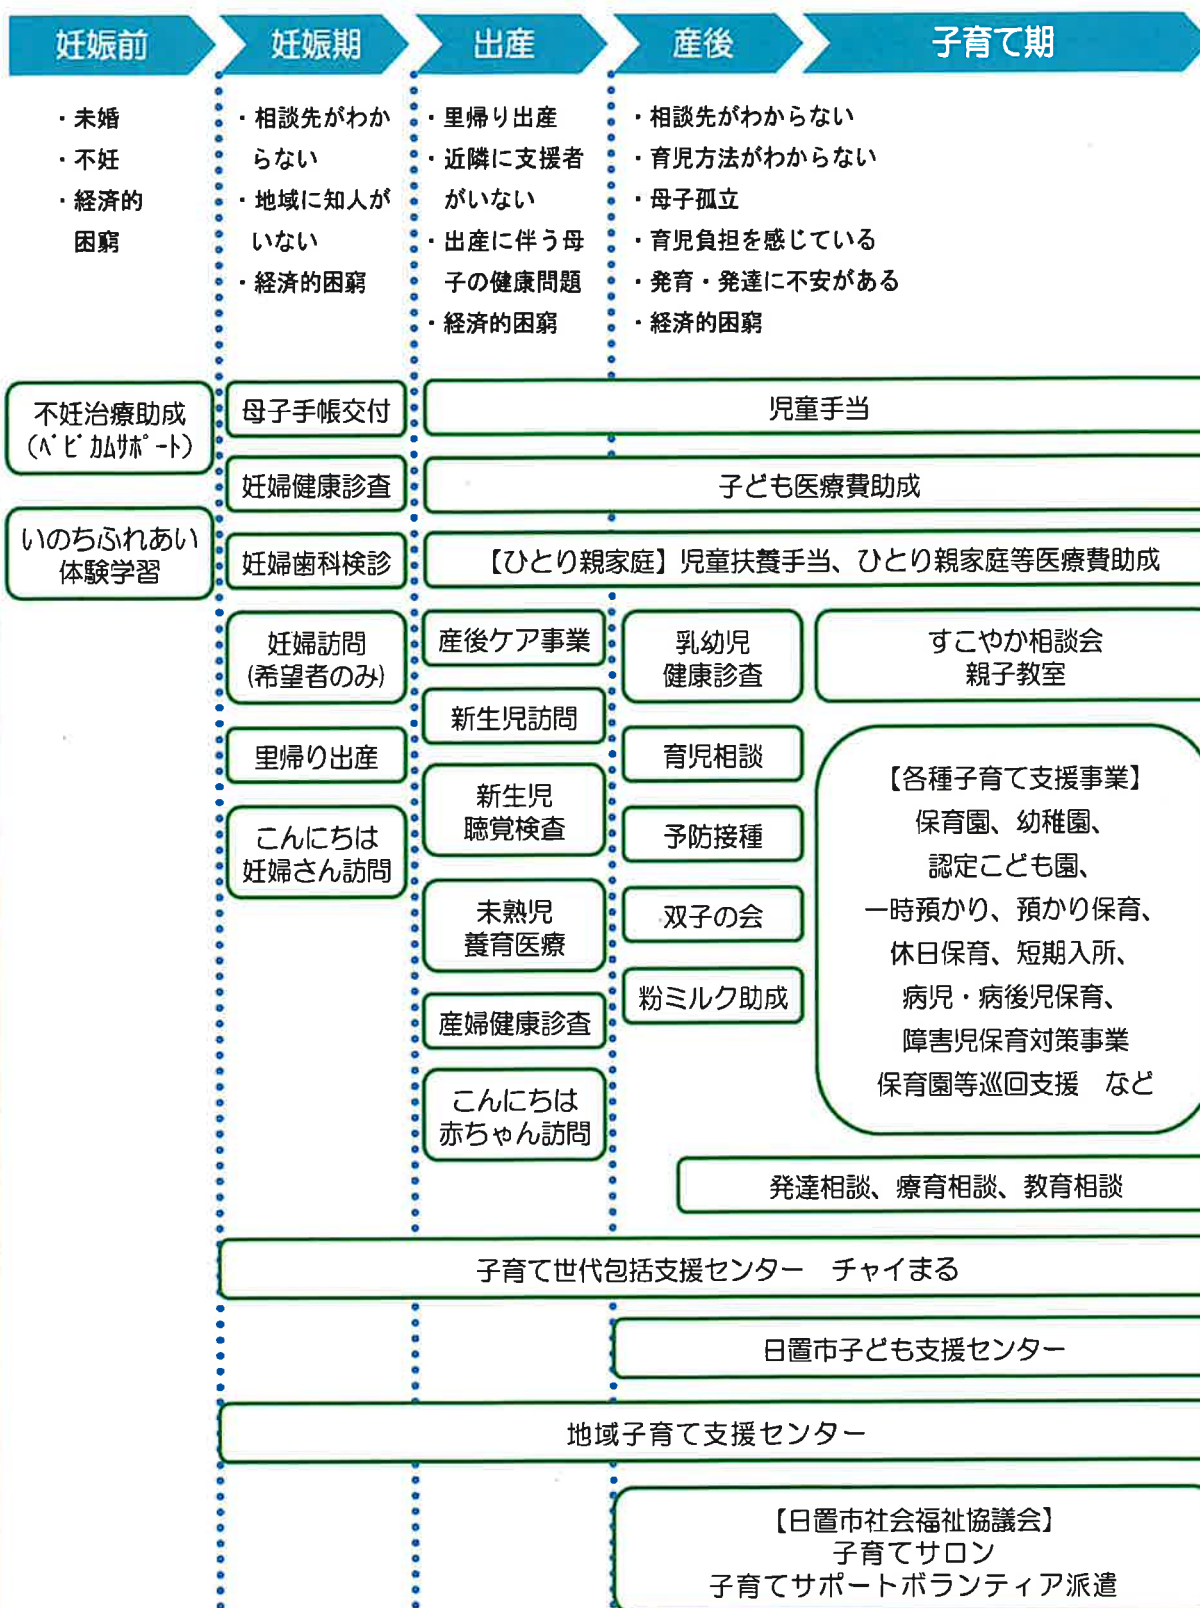 妊娠前
妊娠期
出産
産後
子育て期
・未婚
・不妊
・経済的
困窮
・相談先がわか
らない
・地域に知人が
いない
・経済的困窮
・里帰り出産
・近隣に支援者
がいない
・出産に伴う母
子の健康問題
・経済的困窮
・相談先がわからない
・育児方法がわからない
・母子孤立
・育児負担を感じている
・発育・発達に不安がある
・経済的困窮
不妊治療助成
(ﾍﾞﾋﾞｶﾑｻﾎﾟｰﾄ)
いのちふれあい
体験学習
母子手帳交付
妊婦健康診査
妊婦歯科検診
妊婦訪問
(希望者のみ)
里帰り出産
こんにちは
妊婦さん訪問
児童手当
子ども医療費助成
【ひとり親家庭】児童扶養手当、ひとり親家庭等医療費助成
産後ケア事業
新生児訪問
新生児
聴覚検査
未熟児
養育医療
産婦健康診査
こんにちは
赤ちゃん訪問
乳幼児
健康診査
育児相談
予防接種
双子の会
粉ミルク助成
すこやか相談会
親子教室
【各種子育て支援事業】
保育園、幼稚園、
認定こども園、
一時預かり、預かり保育、
休日保育、短期入所、
病児・病後児保育、
障害児保育対策事業
保育園等巡回支援　など
発達相談、療育相談、教育相談
子育て世代包括支援センター　チャイまる
日置市子ども支援センター
地域子育て支援センター
【日置市社会福祉協議会】
子育てサロン
子育てサポートボランティア派遣